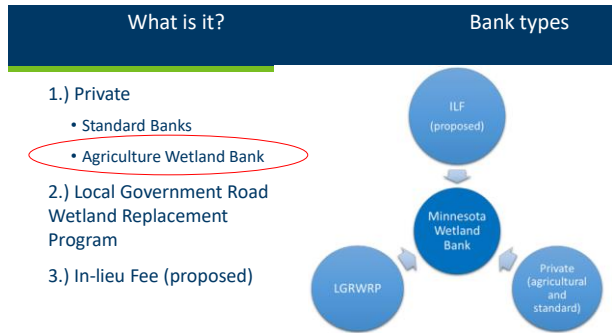 What is it?
Bank types
1.) Private
• Standard Banks
• Agriculture Wetland Bank
2.) Local Government Road
Wetland Replacement
Program
3.) In-lieu Fee (proposed)
ILF
(proposed)
Minnesota
Wetland
Bank
LGRWRP
Private
(agricultural
and
standard)